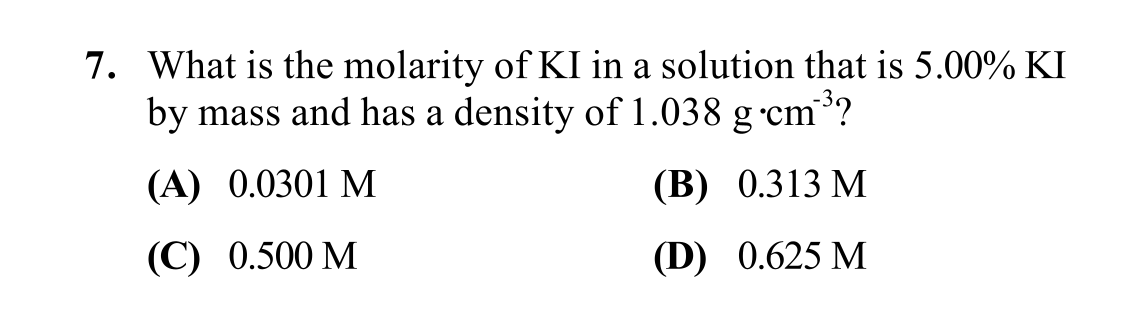 7. What is the molarity of KI in a solution that is 5.00% KI
by mass and has a density of 1.038 g·cm⁻³?
(A) 0.0301 M (B) 0.313 M
(C) 0.500 M (D) 0.625 M